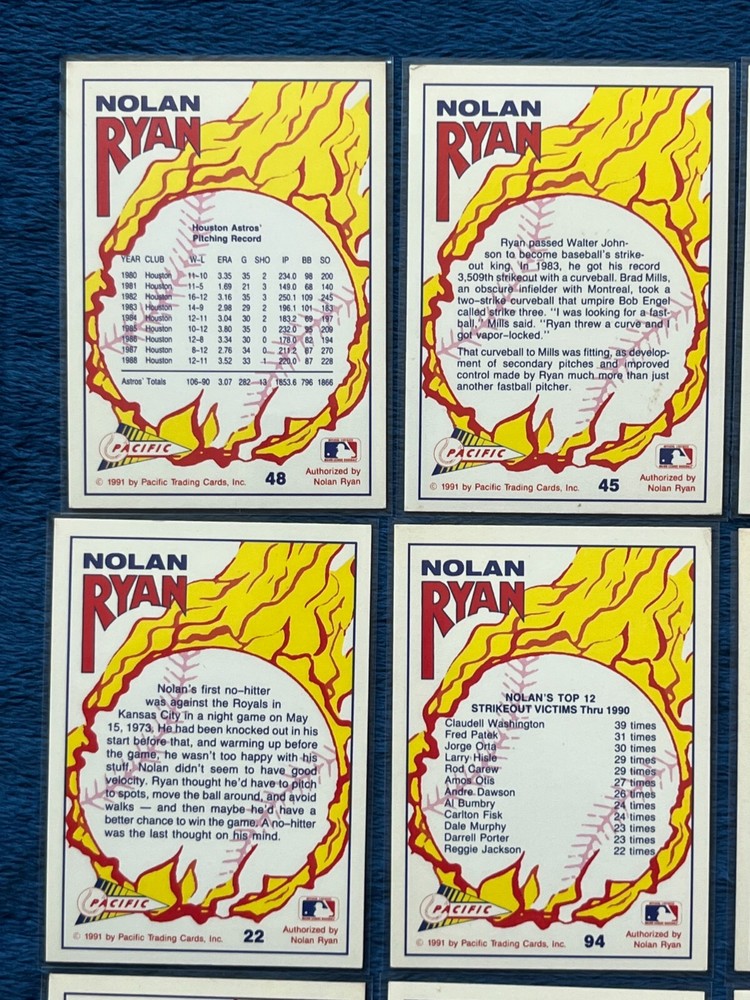 NOLAN
RYAN
Houston Astros'
Pitching Record
YEAR CLUB W-L ERA G SHO IP BB SO
1980 Houston 11-10 3.35 35 2 234.0 98 200
1981 Houston 11-5 1.69 21 3 149.0 68 140
1982 Houston 16-12 3.16 35 3 250.1 109 245
1983 Houston 14-9 2.98 29 2 196.1 101 183
1984 Houston 12-11 3.04 30 183.2 69 197
1985 Houston 10-12 3.80 35 0 232.0 95 209
1986 Houston 12-8 3.34 30 0 178.0 82 194
1987 Houston 8-12 2.76 34 0 211.2 87 270
1988 Houston 12-11 3.52 33 220.0 87 228
Astros' Totals 106-90 3.07 282 13 1853.6 796 1866
PACIFIC
© 1991 by Pacific Trading Cards, Inc. 48 Authorized by
Nolan Ryan
NOLAN
RYAN
Ryan passed Walter John-
son to become baseball's strike-
out king. In 1983, he got his record
3,509th strikeout with a curveball. Brad Mills,
an obscure infielder with Montreal, took a
two-strike curveball that umpire Bob Engel
called strike three. "I was looking for a fast-
ball," Mills said. "Ryan threw a curve and I
got vapor-locked."
That curveball to Mills was fitting, as develop-
ment of secondary pitches and improved
control made by Ryan much more than just
another fastball pitcher.
PACIFIC
© 1991 by Pacific Trading Cards, Inc. 45 Authorized by
Nolan Ryan
NOLAN
RYAN
Nolan's first no-hitter
was against the Royals in
Kansas City in a night game on May
15, 1973. He had been knocked out in his
start before that, and warming up before
the game, he wasn't too happy with his
stuff. Nolan didn't seem to have good
velocity. Ryan thought he'd have to pitch
to spots, move the ball around, and avoid
walks — and then maybe he'd have a
better chance to win the game. A no-hitter
was the last thought on his mind.
PACIFIC
© 1991 by Pacific Trading Cards, Inc. 22 Authorized by
Nolan Ryan
NOLAN
RYAN
NOLAN'S TOP 12
STRIKEOUT VICTIMS Thru 1990
Claudell Washington 39 times
Fred Patek 31 times
Jorge Orta 30 times
Larry Hisle 29 times
Rod Carew 29 times
Amos Otis 27 times
Andre Dawson 26 times
Al Bumbry 24 times
Carlton Fisk 24 times
Dale Murphy 23 times
Darrell Porter 23 times
Reggie Jackson 22 times
PACIFIC
© 1991 by Pacific Trading Cards, Inc. 94 Authorized by
Nolan Ryan